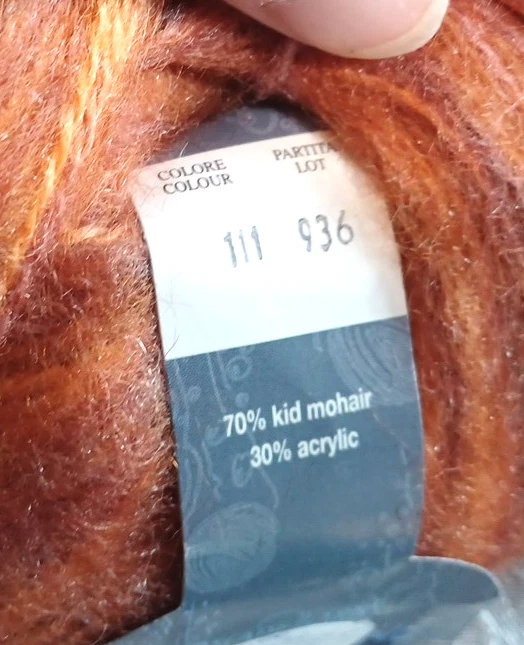 COLORE PARTITA
COLOUR LOT
111 936
70% kid mohair
30% acrylic